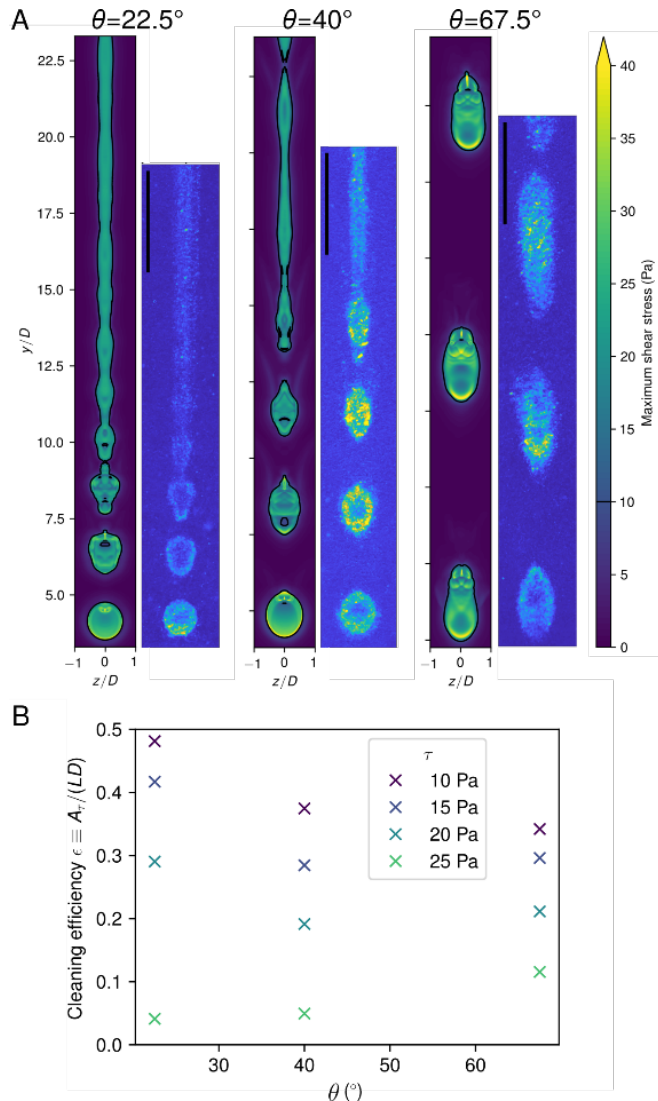 A
θ=22.5°
θ=40°
θ=67.5°
22.5
20.0
17.5
15.0
12.5
10.0
7.5
5.0
y/D
−1 0 1
z/D
−1 0 1
z/D
−1 0 1
z/D
40
35
30
25
20
15
10
5
0
Maximum shear stress (Pa)
B
0.5
0.4
0.3
0.2
0.1
0.0
Cleaning efficiency ϵ ≡ Aτ/(LD)
τ
10 Pa
15 Pa
20 Pa
25 Pa
30 40 50 60
θ (°)